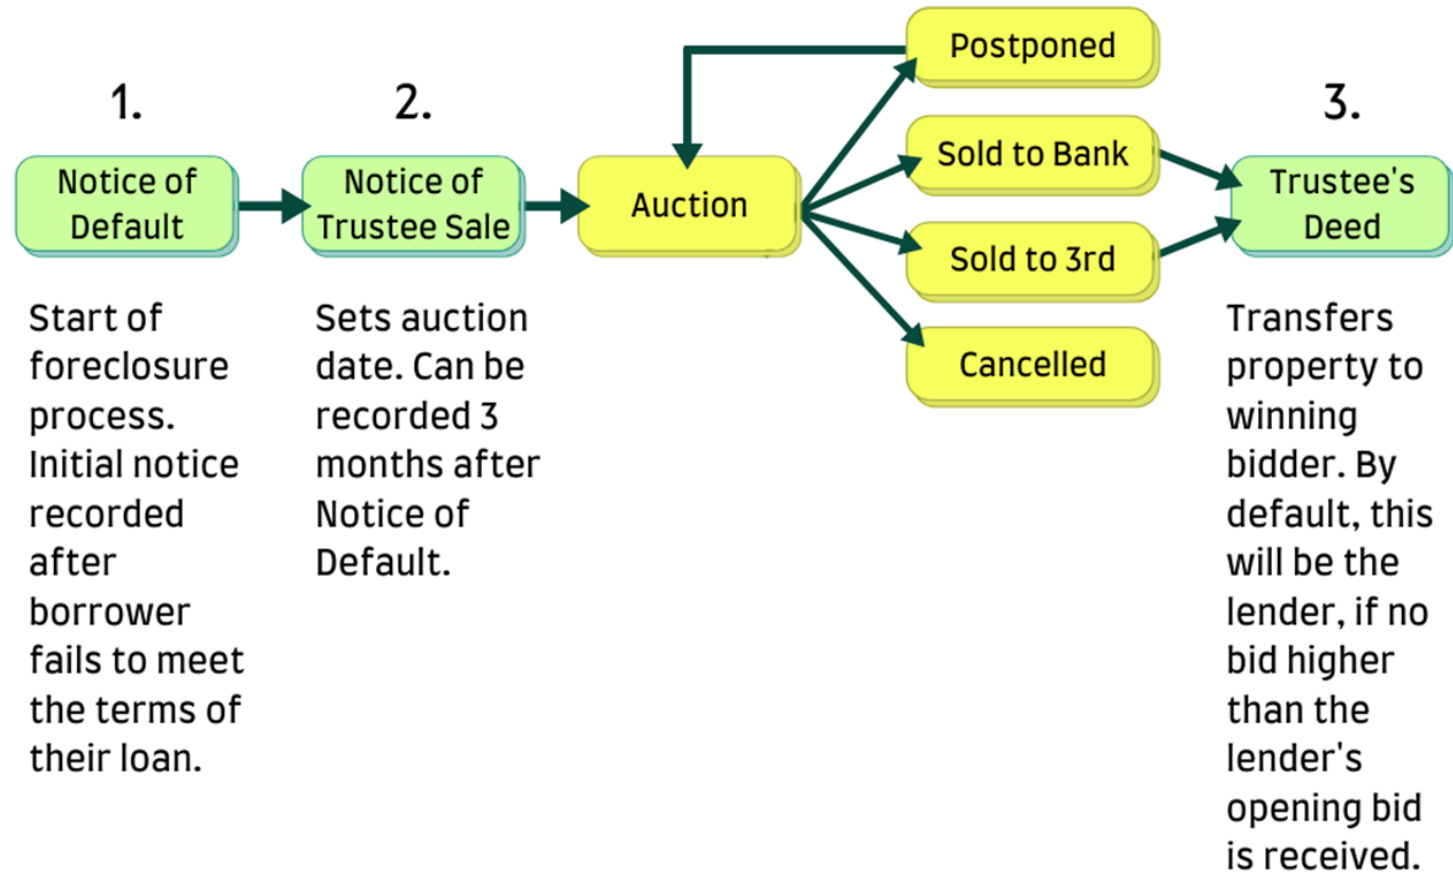 1.
Notice of
Default
Start of
foreclosure
process.
Initial notice
recorded
after
borrower
fails to meet
the terms of
their loan.
2.
Notice of
Trustee Sale
Sets auction
date. Can be
recorded 3
months after
Notice of
Default.
Auction
Postponed
Sold to Bank
Sold to 3rd
Cancelled
3.
Trustee's
Deed
Transfers
property to
winning
bidder. By
default, this
will be the
lender, if no
bid higher
than the
lender's
opening bid
is received.